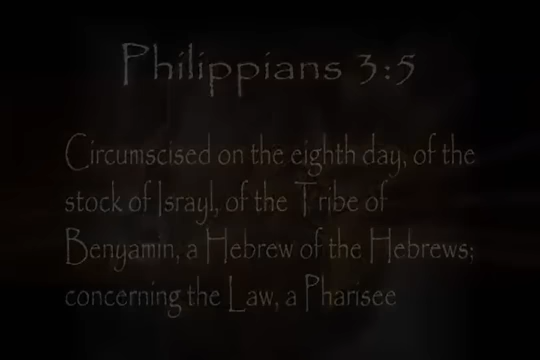 Philippians 3:5
Circumscised on the eighth day, of the
stock of Israyl, of the Tribe of
Benyamin, a Hebrew of the Hebrews;
concerning the Law, a Pharisee